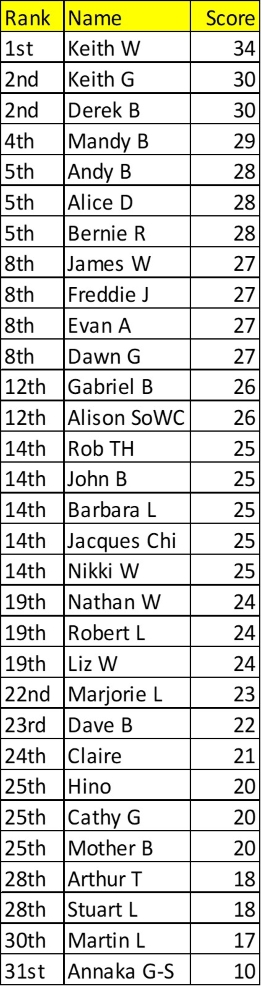 Rank Name Score
1st Keith W 34
2nd Keith G 30
2nd Derek B 30
4th Mandy B 29
5th Andy B 28
5th Alice D 28
5th Bernie R 28
8th James W 27
8th Freddie J 27
8th Evan A 27
8th Dawn G 27
12th Gabriel B 26
12th Alison SoWC 26
14th Rob TH 25
14th John B 25
14th Barbara L 25
14th Jacques Chi 25
14th Nikki W 25
19th Nathan W 24
19th Robert L 24
19th Liz W 24
22nd Marjorie L 23
23rd Dave B 22
24th Claire 21
25th Hino 20
25th Cathy G 20
25th Mother B 20
28th Arthur T 18
28th Stuart L 18
30th Martin L 17
31st Annaka G-S 10